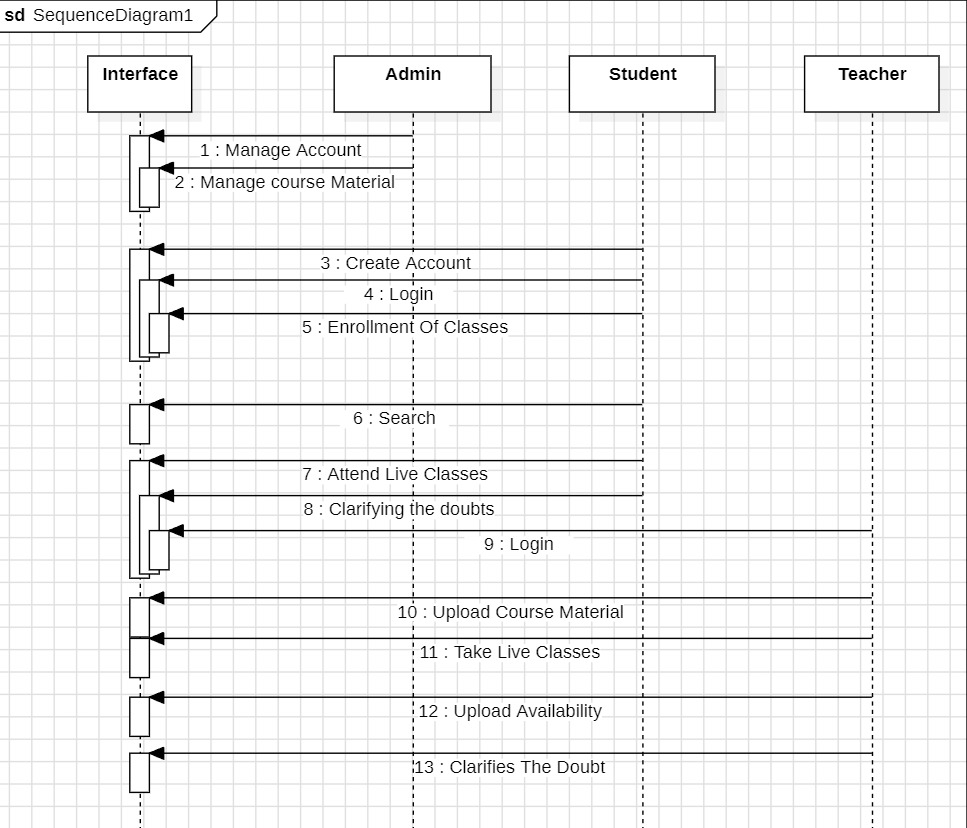 sd SequenceDiagram1
Interface Admin Student Teacher
1 : Manage Account
2 : Manage course Material
3 : Create Account
4 : Login
5 : Enrollment Of Classes
6 : Search
7 : Attend Live Classes
8 : Clarifying the doubts
9 : Login
10 : Upload Course Material
11 : Take Live Classes
12 : Upload Availability
13 : Clarifies The Doubt